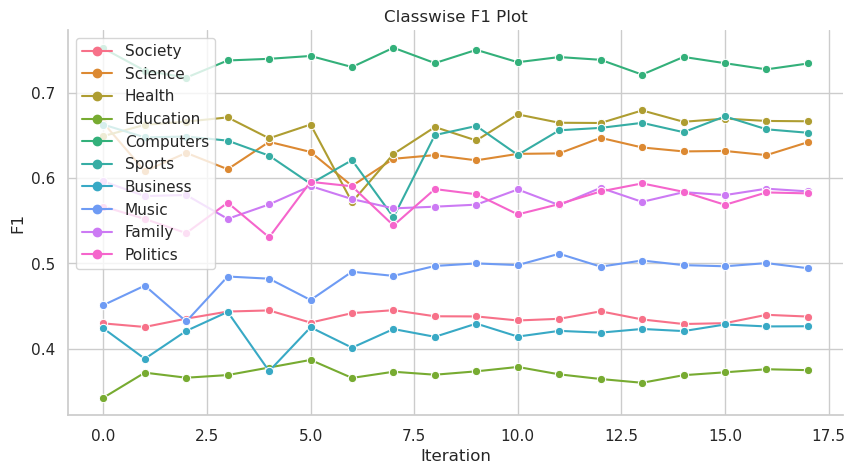 Classwise F1 Plot
Society
Science
Health
Education
Computers
Sports
Business
Music
Family
Politics
F1
0.7
0.6
0.5
0.4
0.0 2.5 5.0 7.5 10.0 12.5 15.0 17.5
Iteration